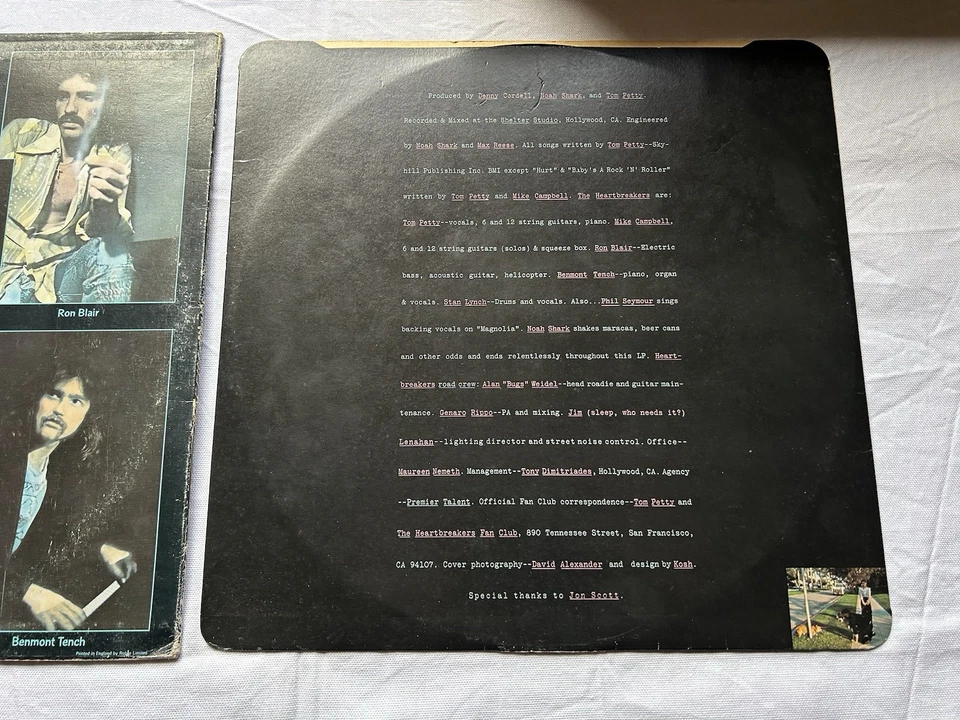 Ron Blair
Benmont Tench
Printed in England by Robor Limited
Produced by Denny Cordell, Noah Shark, and Tom Petty.
Recorded & Mixed at the Shelter Studio, Hollywood, CA. Engineered
by Noah Shark and Max Reese. All songs written by Tom Petty--Sky-
hill Publishing Inc. BMI except "Hurt" & "Baby's A Rock 'N' Roller"
written by Tom Petty and Mike Campbell. The Heartbreakers are:
Tom Petty--vocals, 6 and 12 string guitars, piano. Mike Campbell,
6 and 12 string guitars (solos) & squeeze box. Ron Blair--Electric
bass, acoustic guitar, helicopter. Benmont Tench--piano, organ
& vocals. Stan Lynch--Drums and vocals. Also...Phil Seymour sings
backing vocals on "Magnolia". Noah Shark shakes maracas, beer cans
and other odds and ends relentlessly throughout this LP. Heart-
breakers road crew: Alan "Bugs" Weidel--head roadie and guitar main-
tenance. Genaro Rippo--PA and mixing. Jim (sleep, who needs it?)
Lenahan--lighting director and street noise control. Office--
Maureen Nemeth. Management--Tony Dimitriades, Hollywood, CA. Agency
--Premier Talent. Official Fan Club correspondence--Tom Petty and
The Heartbreakers Fan Club, 890 Tennessee Street, San Francisco,
CA 94107. Cover photography--David Alexander and design by Kosh.
Special thanks to Jon Scott.